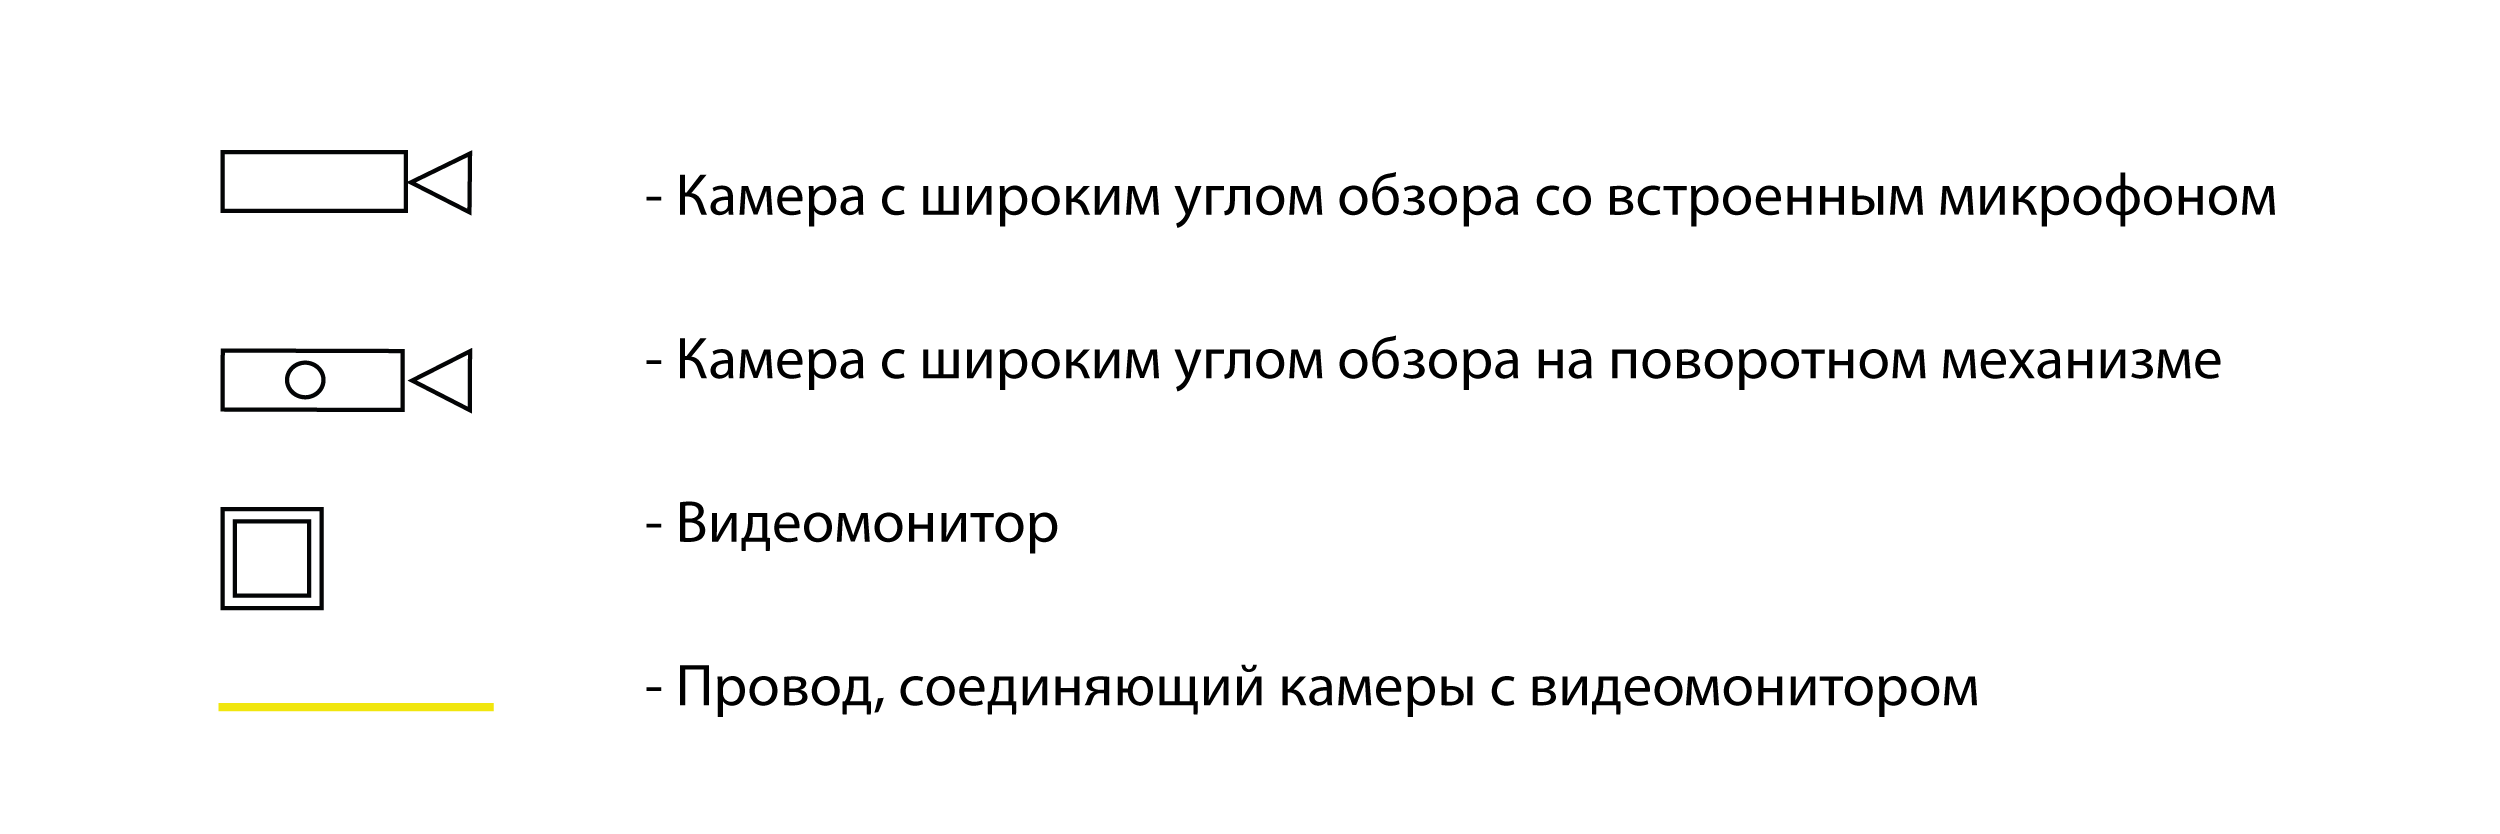 - Камера с широким углом обзора со встроенным микрофоном
- Камера с широким углом обзора на поворотном механизме
- Видеомонитор
- Провод, соединяющий камеры с видеомонитором